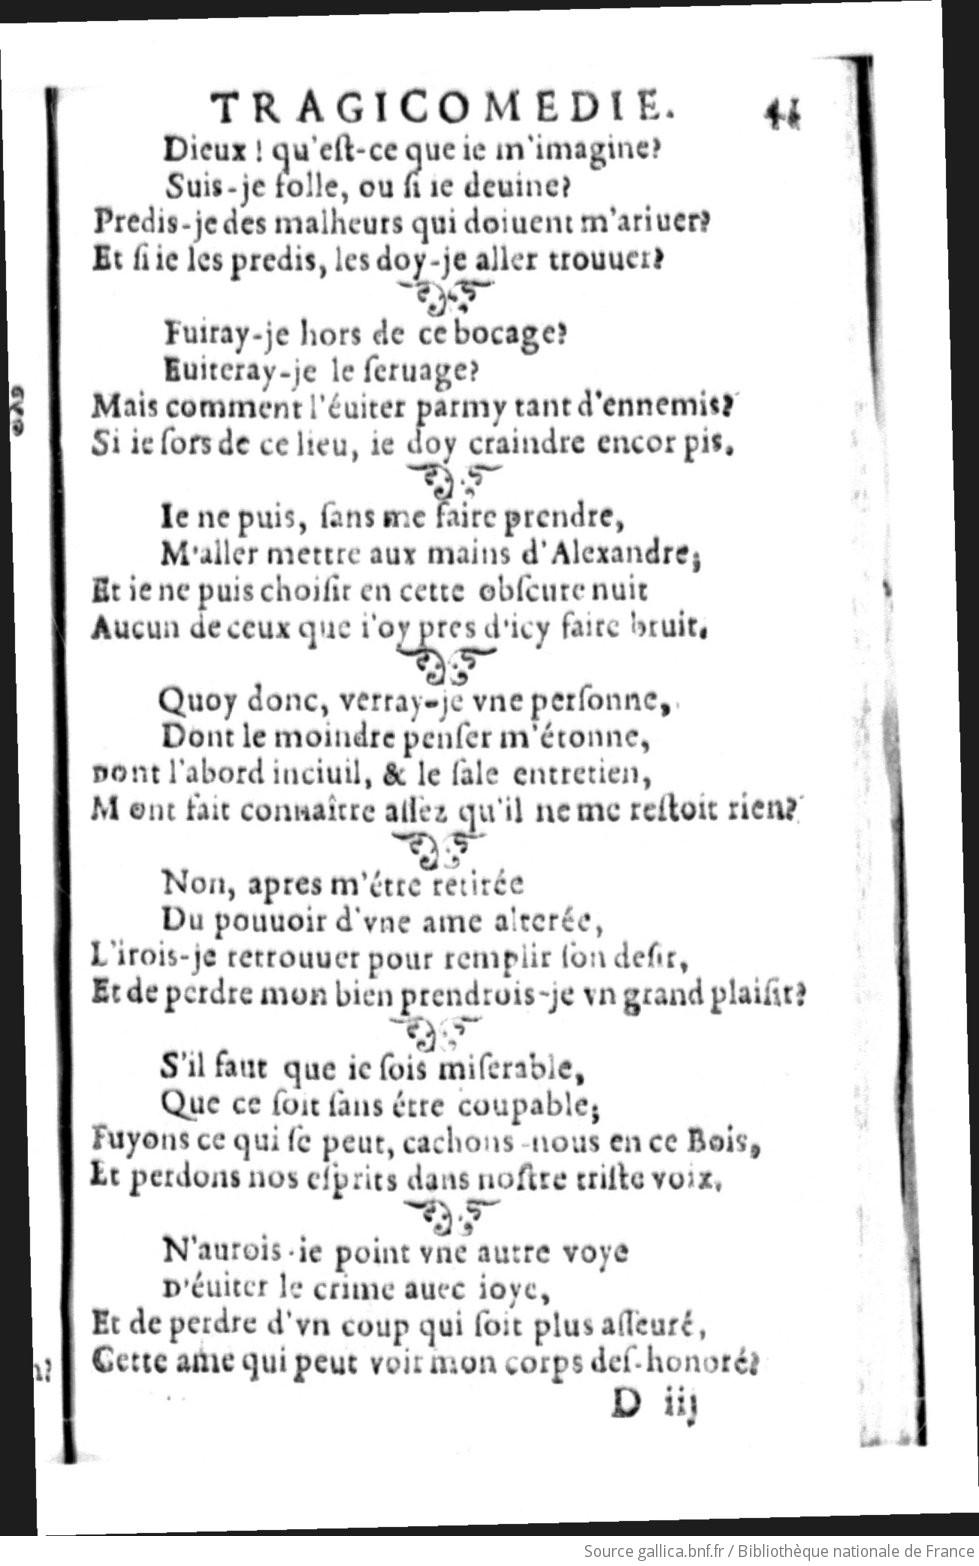 TRAGICOMEDIE. 41
Dieux ! qu'eſt-ce que ie m'imagine?
Suis-je folle, ou ſi ie deuine?
Predis-je des malheurs qui doiuent m'ariuer?
Et ſi ie les predis, les doy-je aller trouuer?
Fuiray-je hors de ce bocage?
Euiteray-je le ſeruage?
Mais comment l'éuiter parmy tant d'ennemis?
Si ie ſors de ce lieu, ie doy craindre encor pis.
Ie ne puis, ſans me faire prendre,
M'aller mettre aux mains d'Alexandre;
Et ie ne puis choiſir en cette obſcure nuit
Aucun de ceux que i'oy pres d'icy faire bruit.
Quoy donc, verray-je vne perſonne,
Dont le moindre penſer m'étonne,
Dont l'abord inciuil, & le ſale entretien,
M ont fait connaître aſſez qu'il ne me reſtoit rien?
Non, apres m'étre retirée
Du pouuoir d'vne ame alterée,
L'irois-je retrouuer pour remplir ſon deſir,
Et de perdre mon bien prendrois-je vn grand plaiſir?
S'il faut que ie ſois miſerable,
Que ce ſoit ſans étre coupable;
Fuyons ce qui ſe peut, cachons-nous en ce Bois,
Et perdons nos eſprits dans noſtre triſte voix.
N'aurois-ie point vne autre voye
D'éuiter le crime auec ioye,
Et de perdre d'vn coup qui ſoit plus aſſeuré,
Cette ame qui peut voir mon corps deſ-honoré?
D iij
Source gallica.bnf.fr / Bibliothèque nationale de France